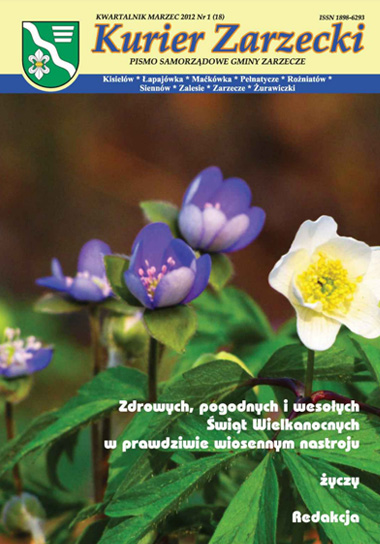 KWARTALNIK MARZEC 2012 Nr 1 (18)
ISSN 1898-6293
Kurier Zarzecki
PISMO SAMORZĄDOWE GMINY ZARZECZE
Kisielów * Łapajówka * Maćkówka * Pełnatycze * Rożniatów *
Siennów * Zalesie * Zarzecze * Żurawiczki
Zdrowych, pogodnych i wesołych
Świąt Wielkanocnych
w prawdziwie wiosennym nastroju
życzy
Redakcja